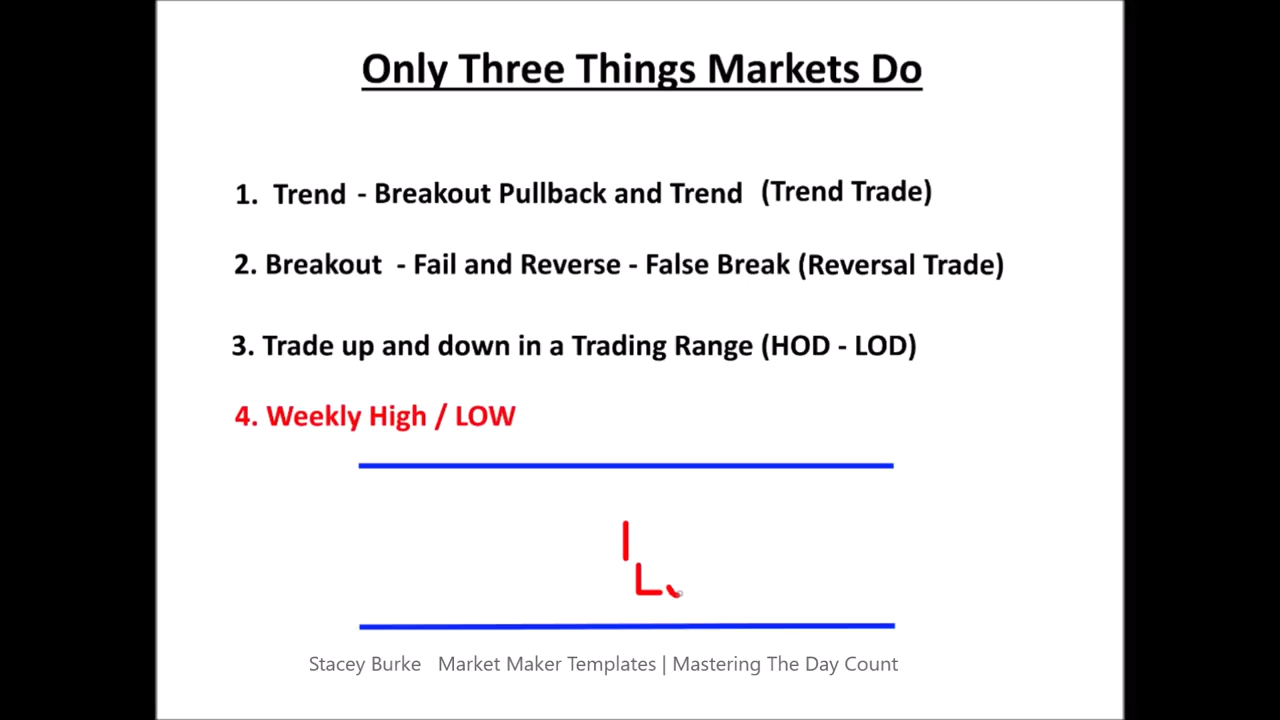 Only Three Things Markets Do
1. Trend - Breakout Pullback and Trend (Trend Trade)
2. Breakout - Fail and Reverse - False Break (Reversal Trade)
3. Trade up and down in a Trading Range (HOD - LOD)
4. Weekly High / LOW
Stacey Burke Market Maker Templates | Mastering The Day Count